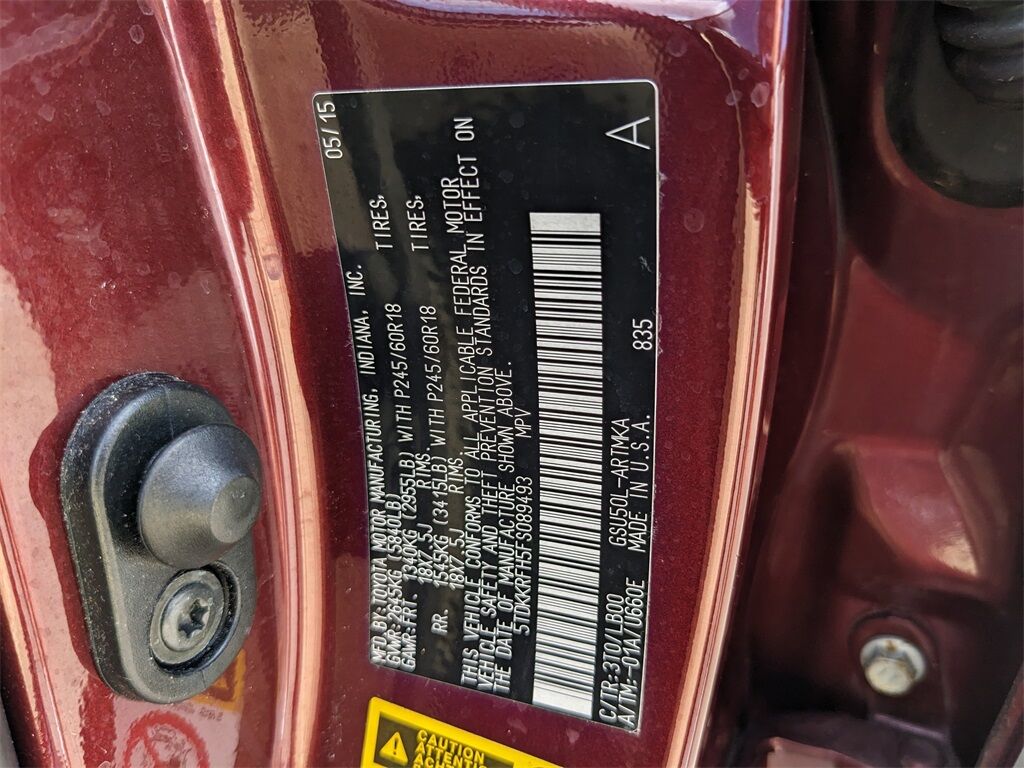 MFD. BY: TOYOTA MOTOR MANUFACTURING, INDIANA, INC. 05/15
GVWR: 2645KG (5840LB)
GAWR: FRT. 1340KG (2955LB) WITH P245/60R18 TIRES,
18X7.5J RIMS,
RR. 1545KG (3415LB) WITH P245/60R18 TIRES,
18X7.5J RIMS,
THIS VEHICLE CONFORMS TO ALL APPLICABLE FEDERAL MOTOR
VEHICLE SAFETY AND THEFT PREVENTION STANDARDS IN EFFECT ON
THE DATE OF MANUFACTURE SHOWN ABOVE.
5TDKKRFH5FS089493 MPV
C/TR:3T0/LB00 GSU50L-ARTMKA 835 A
A/TM:-01A/U660E MADE IN U.S.A.
CAUTION
ATTENTIO